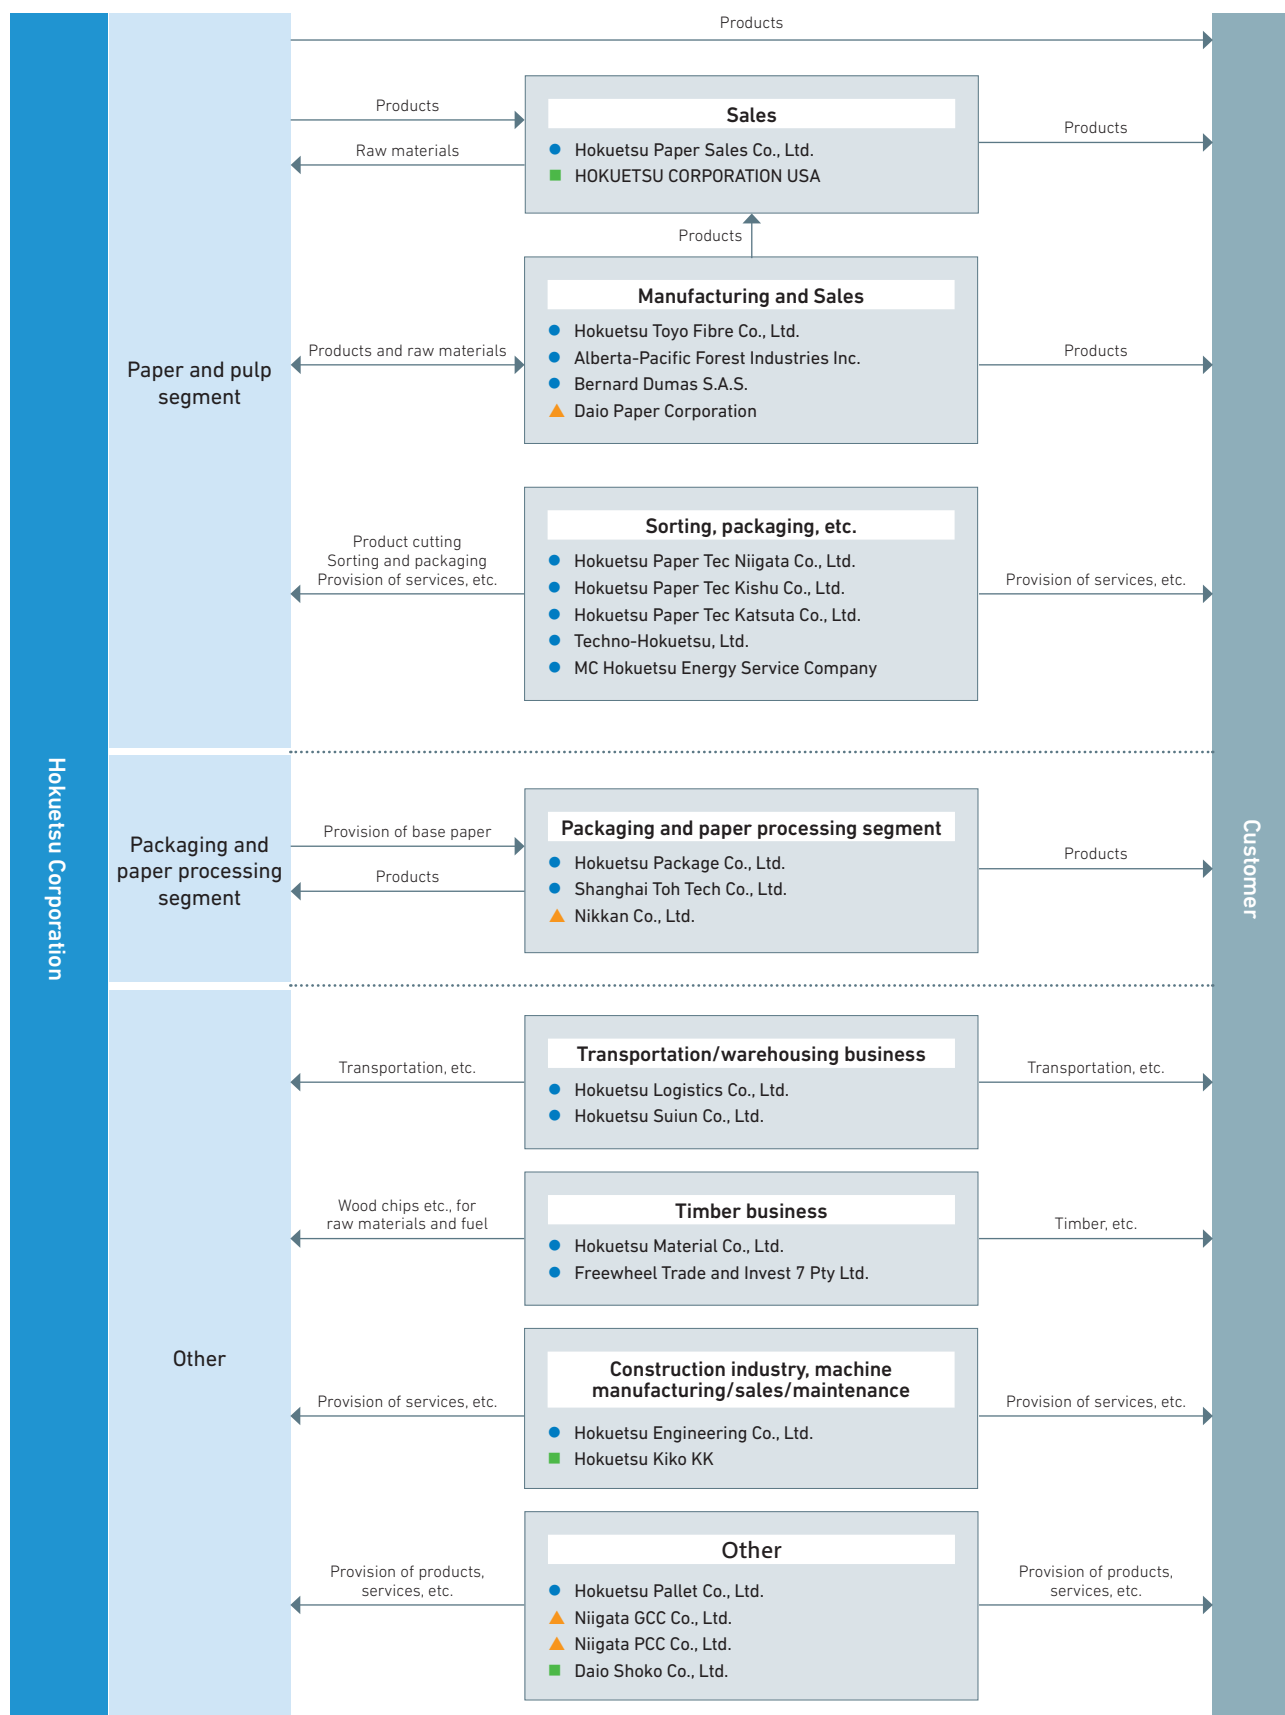 Hokuetsu Corporation
Paper and pulp
segment
Products
Products
Raw materials
Sales
Hokuetsu Paper Sales Co., Ltd.
HOKUETSU CORPORATION USA
Products
Products
Products and raw materials
Manufacturing and Sales
Hokuetsu Toyo Fibre Co., Ltd.
Alberta-Pacific Forest Industries Inc.
Bernard Dumas S.A.S.
Daio Paper Corporation
Products
Product cutting
Sorting and packaging
Provision of services, etc.
Sorting, packaging, etc.
Hokuetsu Paper Tec Niigata Co., Ltd.
Hokuetsu Paper Tec Kishu Co., Ltd.
Hokuetsu Paper Tec Katsuta Co., Ltd.
Techno-Hokuetsu, Ltd.
MC Hokuetsu Energy Service Company
Provision of services, etc.
Packaging and
paper processing
segment
Provision of base paper
Products
Packaging and paper processing segment
Hokuetsu Package Co., Ltd.
Shanghai Toh Tech Co., Ltd.
Nikkan Co., Ltd.
Products
Other
Transportation, etc.
Transportation/warehousing business
Hokuetsu Logistics Co., Ltd.
Hokuetsu Suiun Co., Ltd.
Transportation, etc.
Wood chips etc., for
raw materials and fuel
Timber business
Hokuetsu Material Co., Ltd.
Freewheel Trade and Invest 7 Pty Ltd.
Timber, etc.
Provision of services, etc.
Construction industry, machine
manufacturing/sales/maintenance
Hokuetsu Engineering Co., Ltd.
Hokuetsu Kiko KK
Provision of services, etc.
Provision of products,
services, etc.
Other
Hokuetsu Pallet Co., Ltd.
Niigata GCC Co., Ltd.
Niigata PCC Co., Ltd.
Daio Shoko Co., Ltd.
Provision of products,
services, etc.
Customer